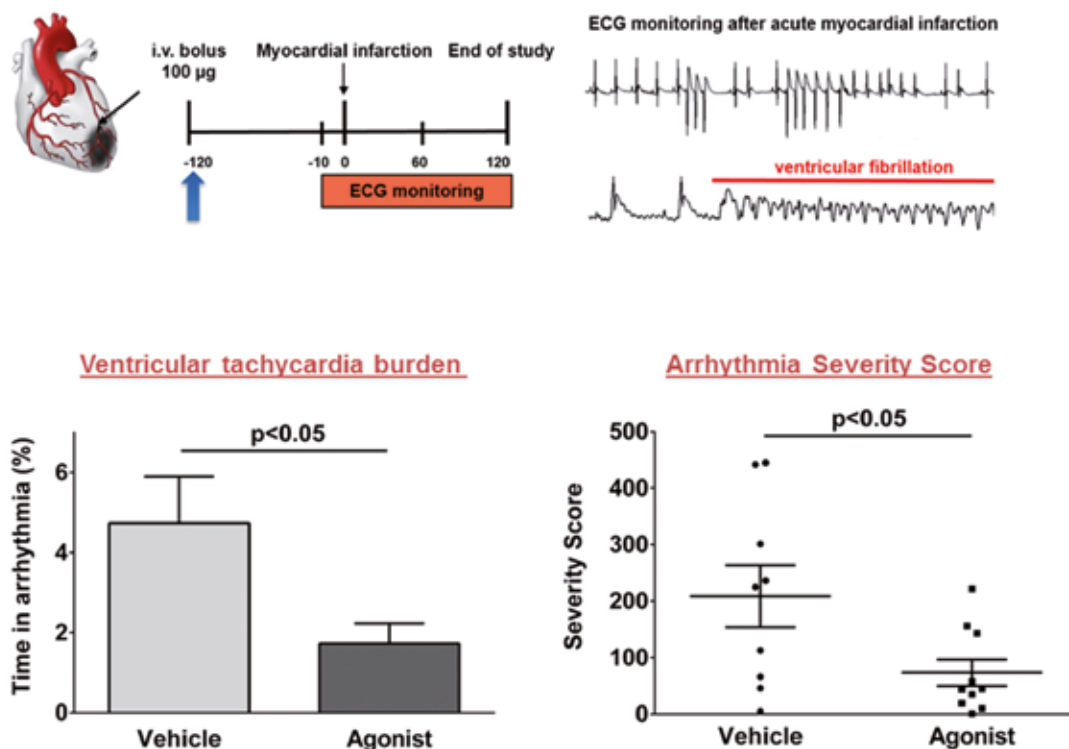 i.v. bolus
100 µg
Myocardial infarction
End of study
-120
-10
0
60
120
ECG monitoring
ECG monitoring after acute myocardial infarction
ventricular fibrillation
Ventricular tachycardia burden
p<0.05
Time in arrhythmia (%)
6
4
2
0
Vehicle
Agonist
Arrhythmia Severity Score
p<0.05
Severity Score
500
400
300
200
100
0
Vehicle
Agonist